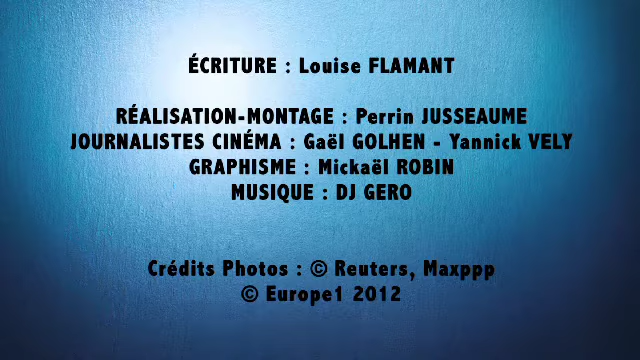 ÉCRITURE : Louise FLAMANT
RÉALISATION-MONTAGE : Perrin JUSSEAUME
JOURNALISTES CINÉMA : Gaël GOLHEN - Yannick VELY
GRAPHISME : Mickaël ROBIN
MUSIQUE : DJ GERO
Crédits Photos : © Reuters, Maxppp
© Europe1 2012